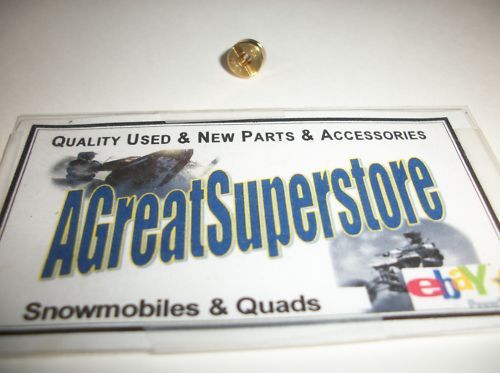 QUALITY USED & NEW PARTS & ACCESSORIES
AGreatSuperstore
Snowmobiles & Quads
ebay